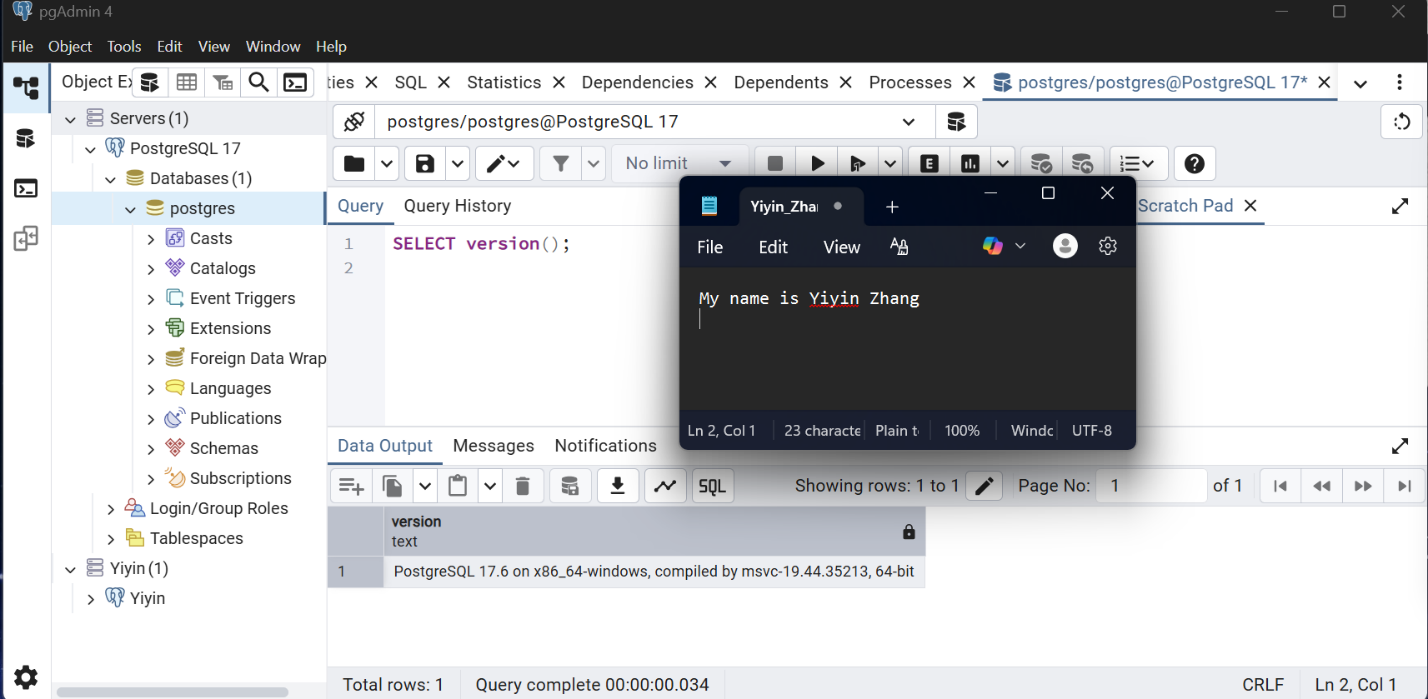 pgAdmin 4
File Object Tools Edit View Window Help
Object Ex
ties SQL Statistics Dependencies Dependents Processes postgres/postgres@PostgreSQL 17*
postgres/postgres@PostgreSQL 17
No limit
E
Query Query History
Scratch Pad
1 SELECT version();
2
Servers (1)
PostgreSQL 17
Databases (1)
postgres
Casts
Catalogs
Event Triggers
Extensions
Foreign Data Wrap
Languages
Publications
Schemas
Subscriptions
Login/Group Roles
Tablespaces
Yiyin (1)
Yiyin
Yiyin_Zha
File Edit View
My name is Yiyin Zhang
Ln 2, Col 1 23 characte Plain t 100% Windc UTF-8
Data Output Messages Notifications
SQL Showing rows: 1 to 1 Page No: 1 of 1
version
text
1 PostgreSQL 17.6 on x86_64-windows, compiled by msvc-19.44.35213, 64-bit
Total rows: 1 Query complete 00:00:00.034 CRLF Ln 2, Col 1